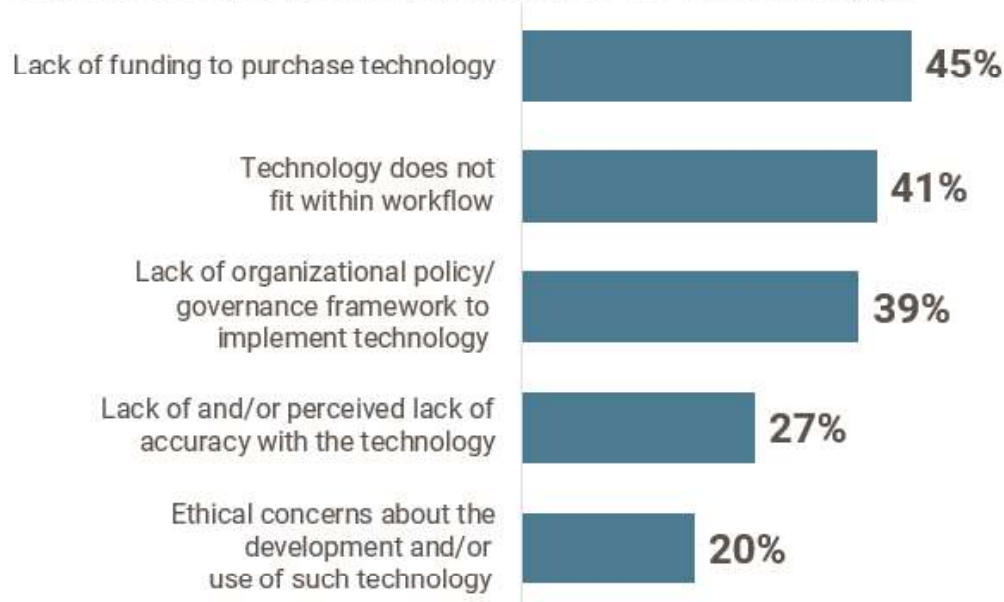 Lack of funding to purchase technology
45%
Technology does not
fit within workflow
41%
Lack of organizational policy/
governance framework to
implement technology
39%
Lack of and/or perceived lack of
accuracy with the technology
27%
Ethical concerns about the
development and/or
use of such technology
20%